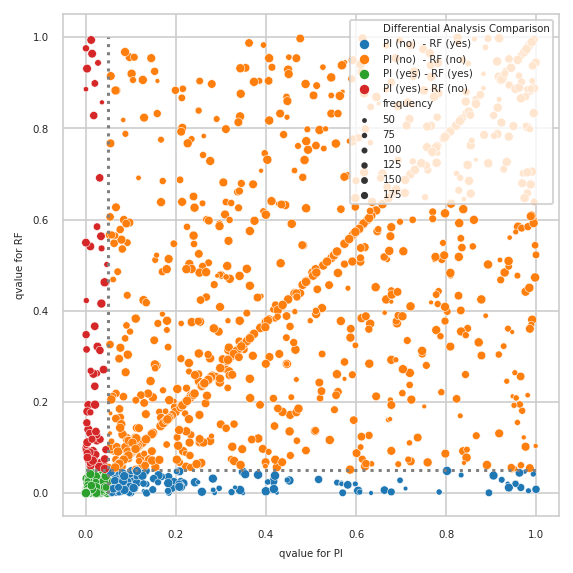 Differential Analysis Comparison
PI (no)  - RF (yes)
PI (no)  - RF (no)
PI (yes) - RF (yes)
PI (yes) - RF (no)
frequency
50
75
100
125
150
175
1.0
0.8
0.6
0.4
0.2
0.0
qvalue for RF
0.0 0.2 0.4 0.6 0.8 1.0
qvalue for PI